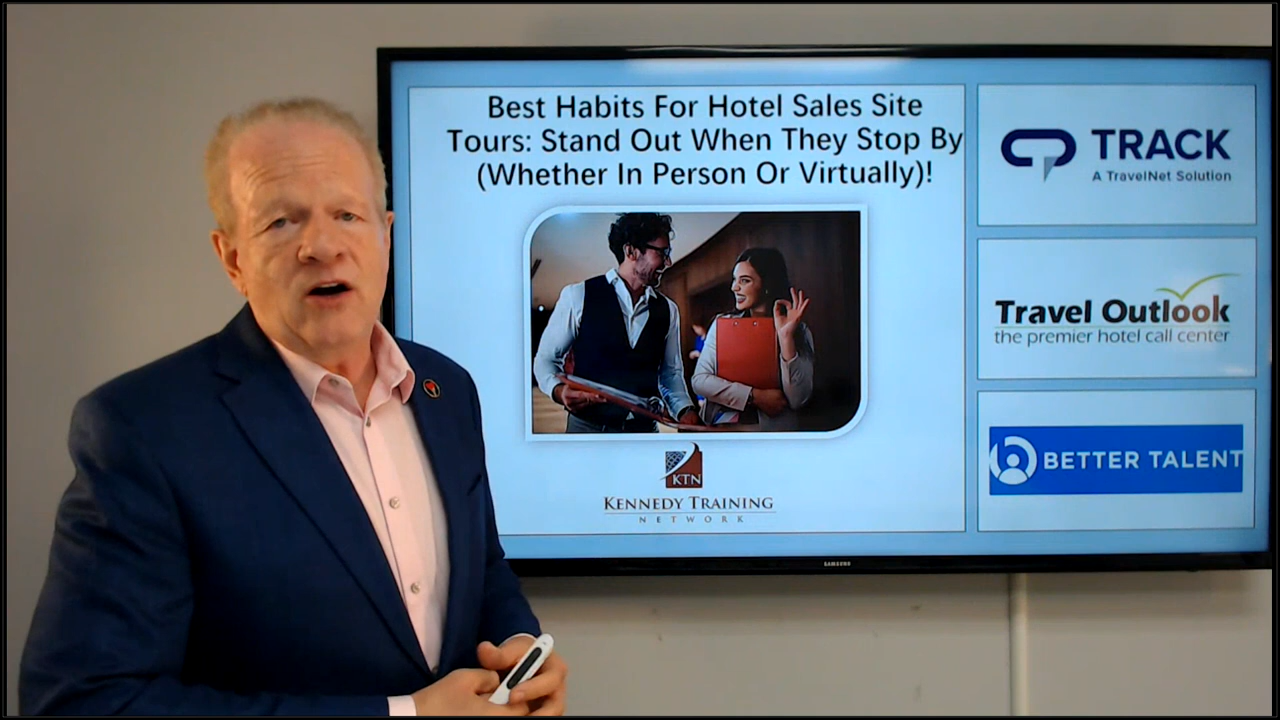 Best Habits For Hotel Sales Site
Tours: Stand Out When They Stop By
(Whether In Person Or Virtually)!
KTN
KENNEDY TRAINING
NETWORK
TRACK
A TravelNet Solution
Travel Outlook
the premier hotel call center
BETTER TALENT
SAMSUNG